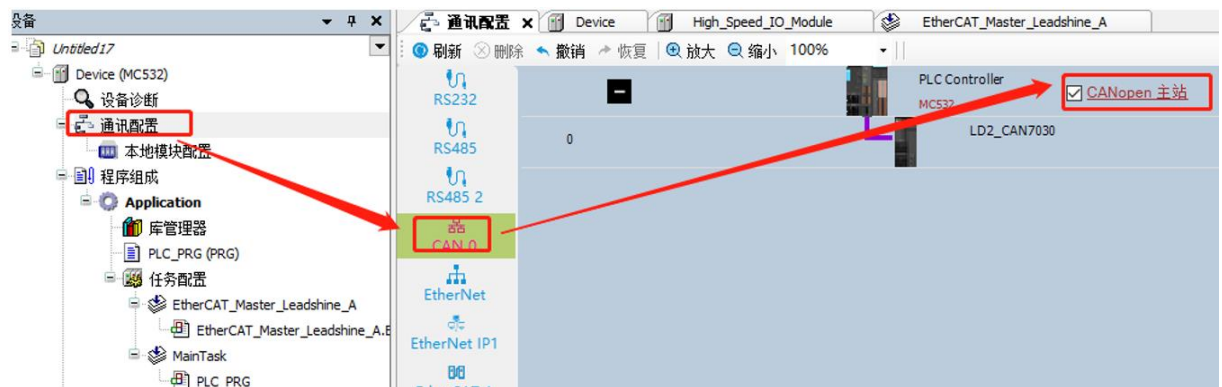 设备
Untitled17
Device (MC532)
设备诊断
通讯配置
本地模块配置
程序组成
Application
库管理器
PLC_PRG (PRG)
任务配置
EtherCAT_Master_Leadshine_A
EtherCAT_Master_Leadshine_A.E
MainTask
PLC_PRG
通讯配置
Device
High_Speed_IO_Module
EtherCAT_Master_Leadshine_A
刷新 删除 撤销 恢复 放大 缩小 100%
RS232
RS485
RS485 2
CAN 0
EtherNet
EtherNet IP1
PLC Controller
MC532
CANopen 主站
0
LD2_CAN7030